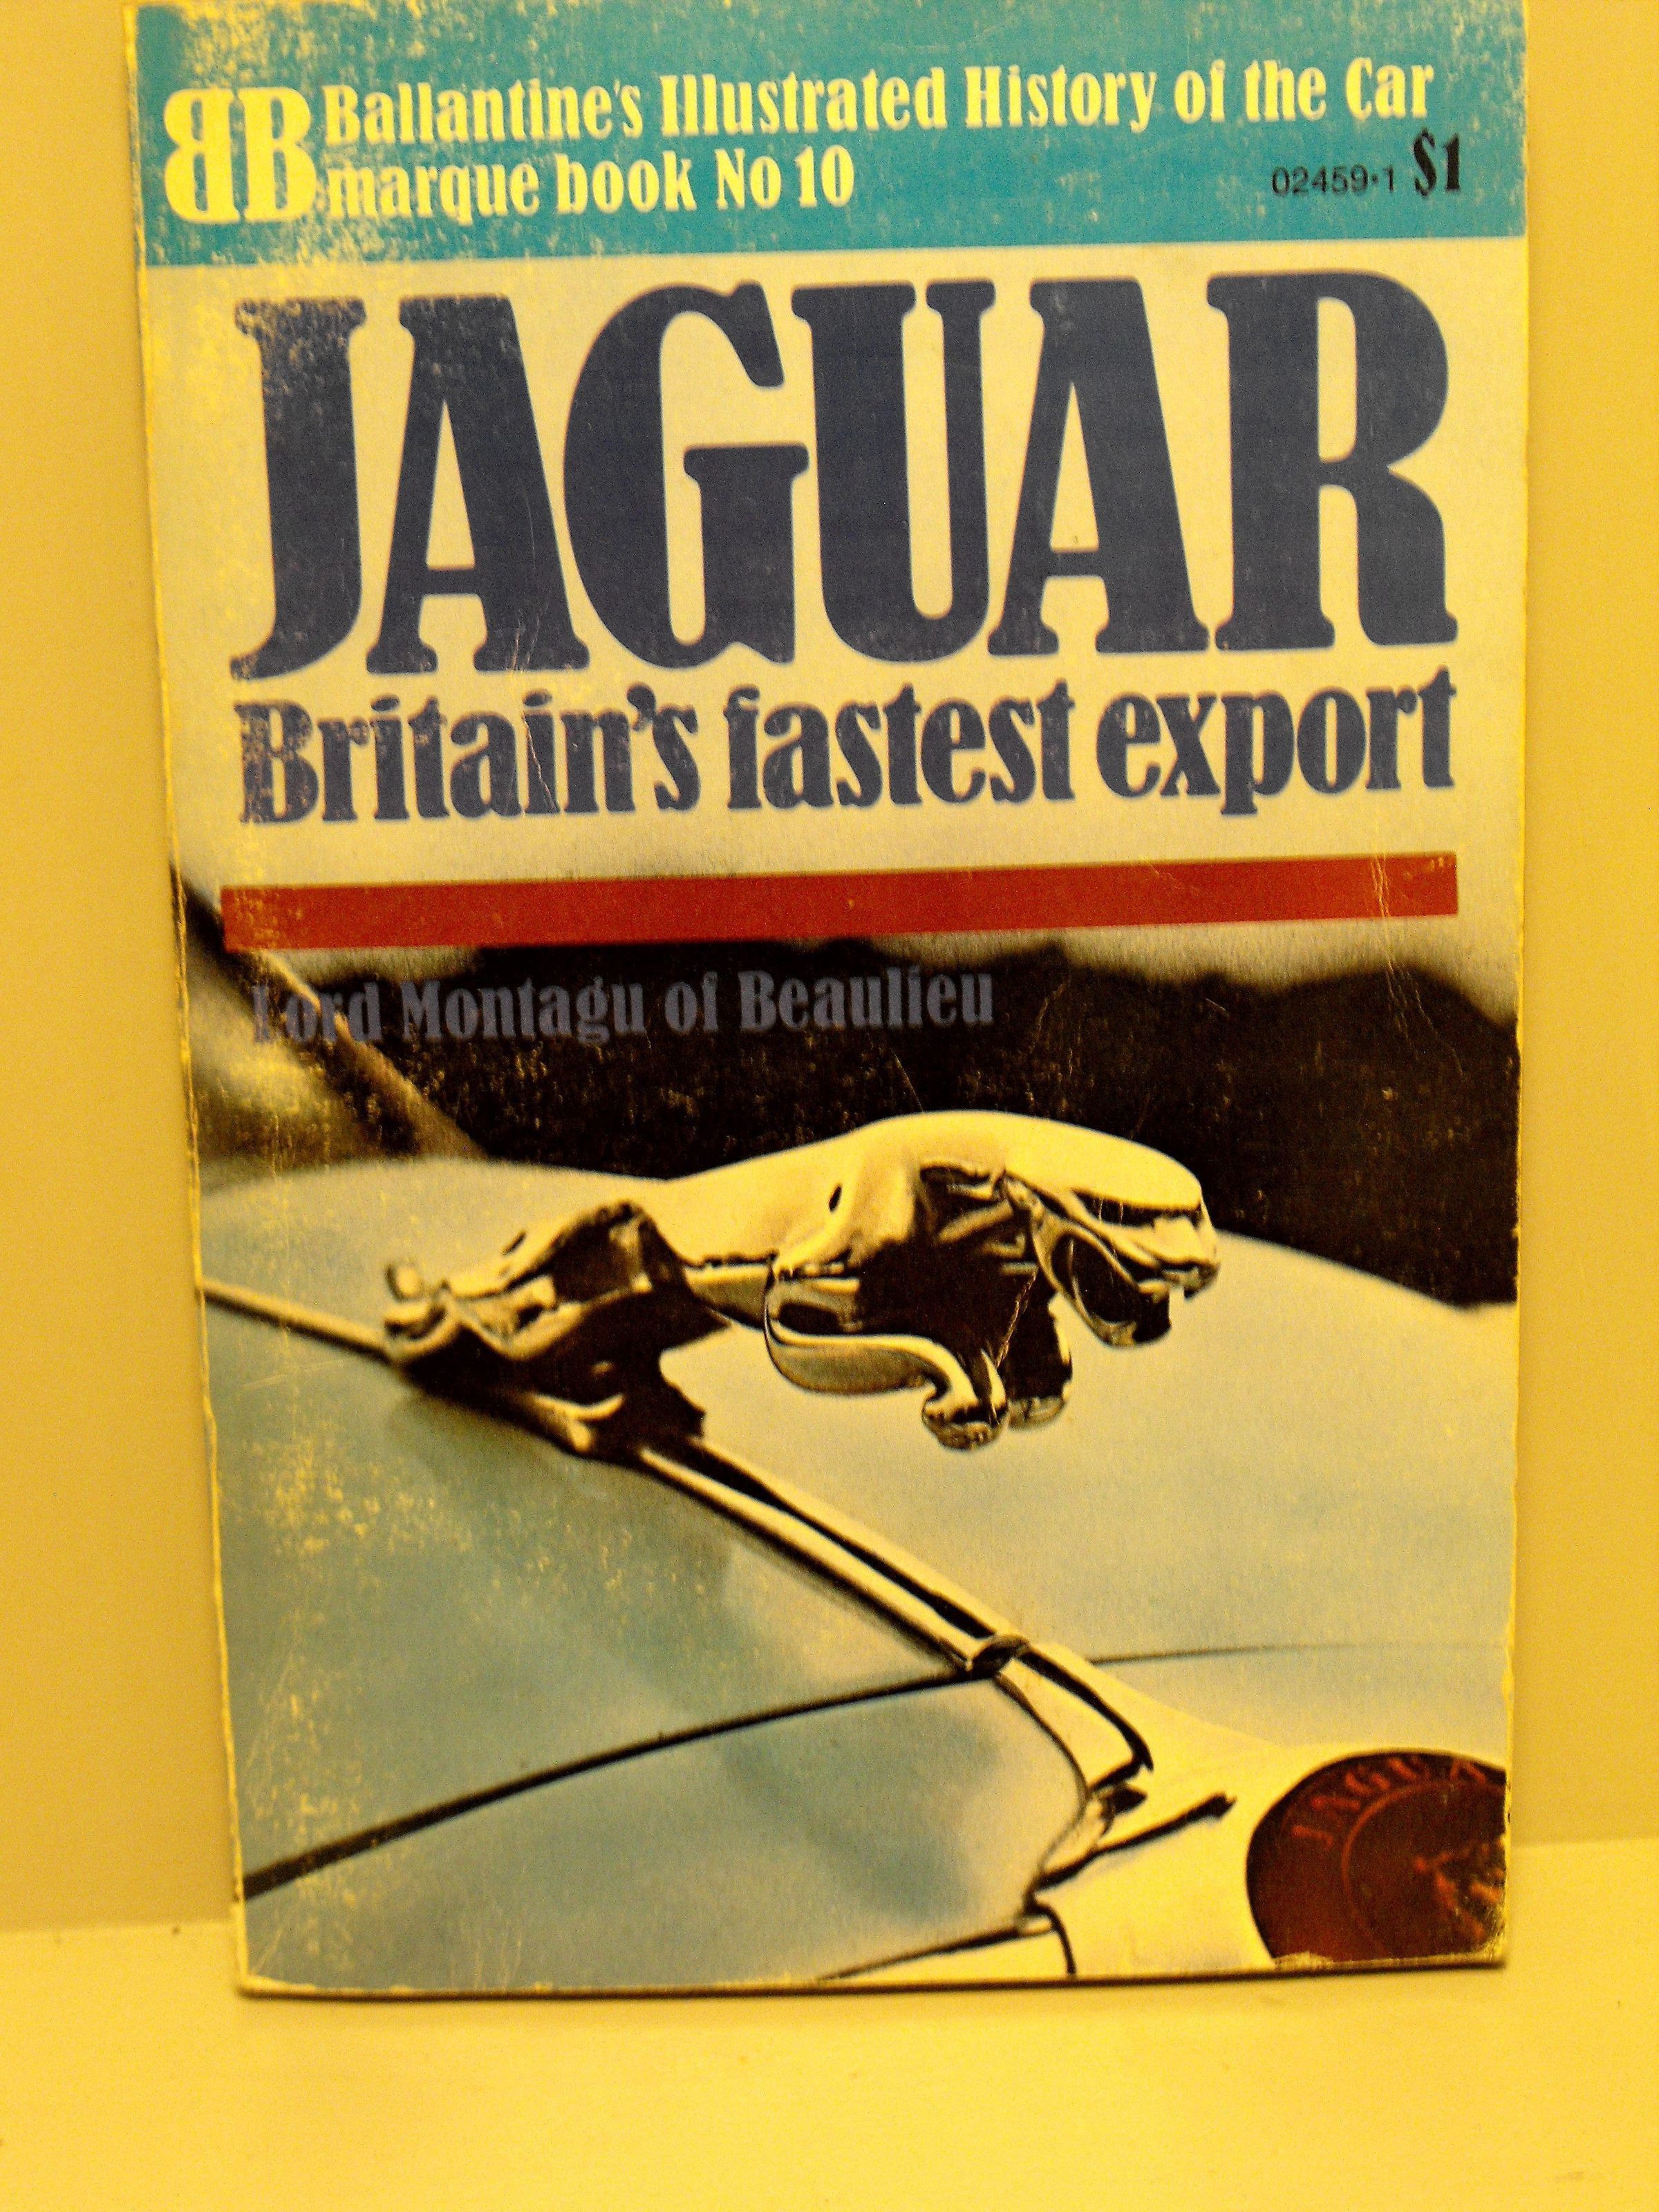 BB Ballantine's Illustrated History of the Car
marque book No 10
02459•1 $1
JAGUAR
Britain's fastest export
Lord Montagu of Beaulieu
JAGUA